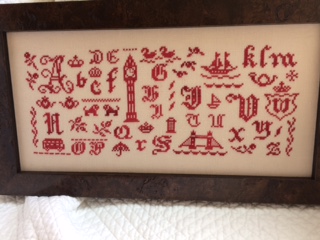 A D E G klm
b c f
N I J V W
O P Q r S T U x y z